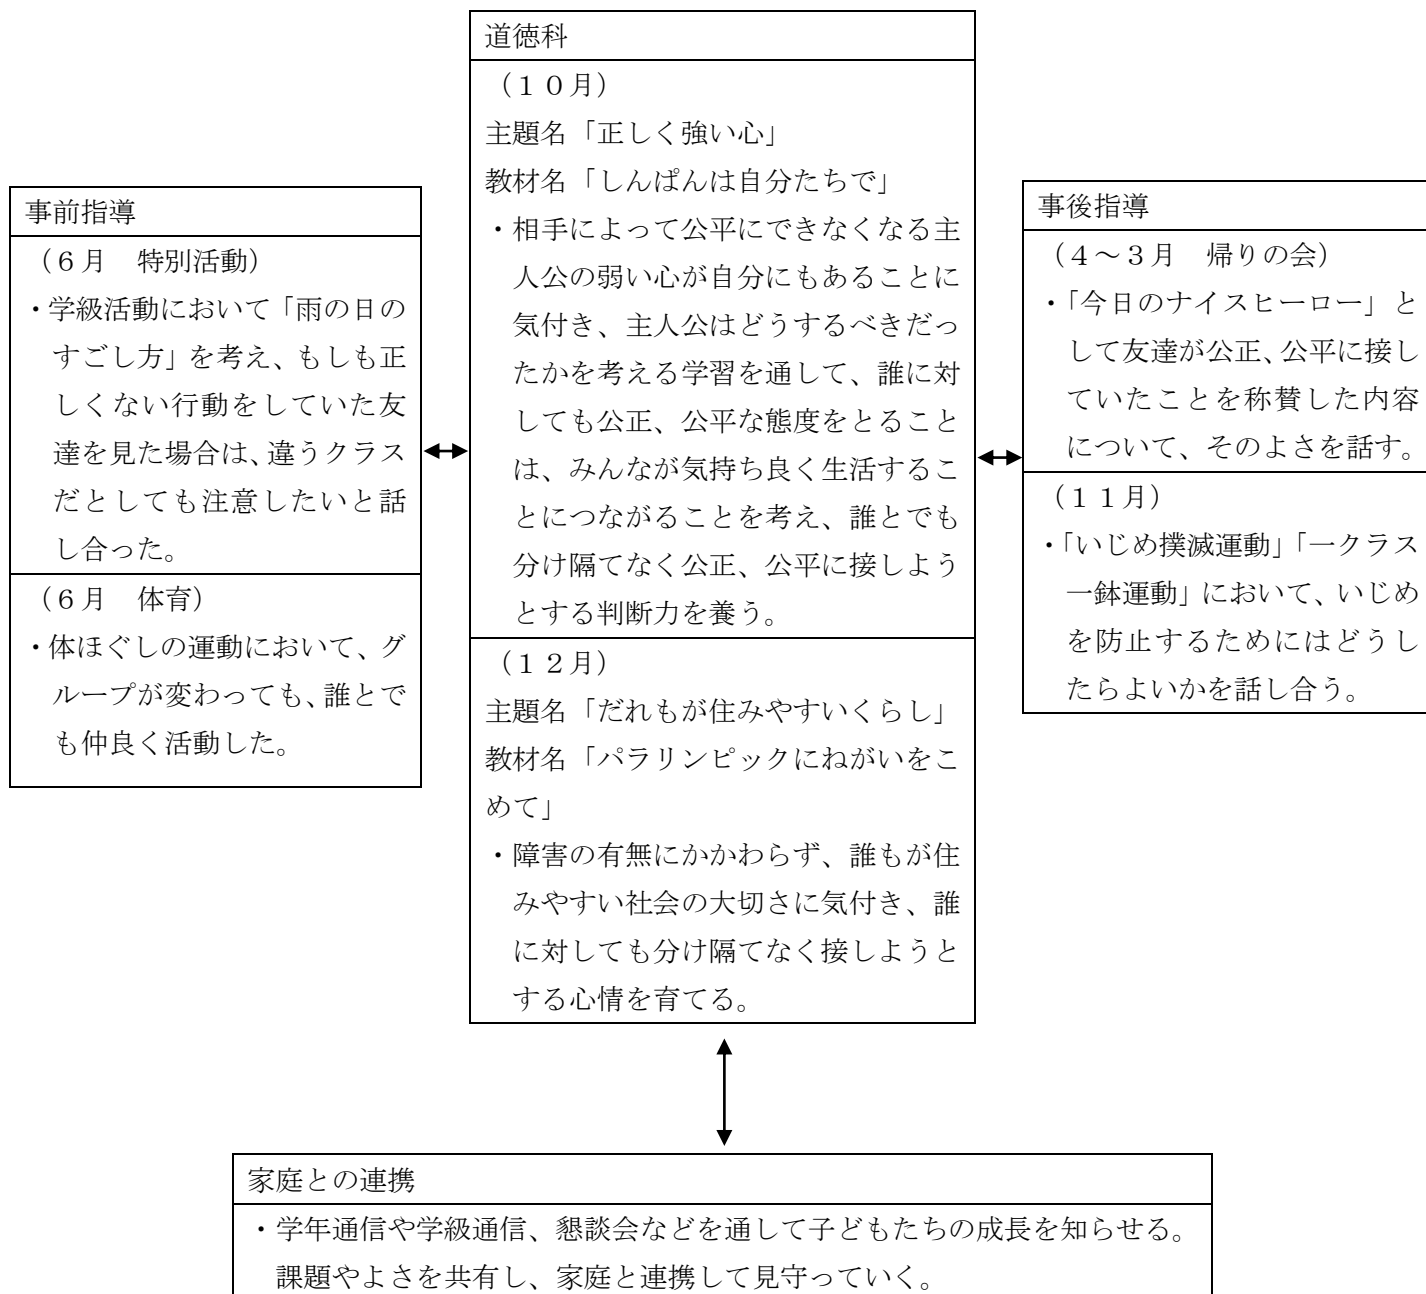 事前指導
（６月　特別活動）
・学級活動において「雨の日の
すごし方」を考え、もしも正
しくない行動をしていた友
達を見た場合は、違うクラス
だとしても注意したいと話
し合った。
（６月　体育）
・体ほぐしの運動において、グ
ループが変わっても、誰とで
も仲良く活動した。
道徳科
（１０月）
主題名「正しく強い心」
教材名「しんぱんは自分たちで」
・相手によって公平にできなくなる主
人公の弱い心が自分にもあることに
気付き、主人公はどうするべきだっ
たかを考える学習を通して、誰に対
しても公正、公平な態度をとること
は、みんなが気持ち良く生活するこ
とにつながることを考え、誰とでも
分け隔てなく公正、公平に接しよう
とする判断力を養う。
（１２月）
主題名「だれもが住みやすいくらし」
教材名「パラリンピックにねがいをこ
めて」
・障害の有無にかかわらず、誰もが住
みやすい社会の大切さに気付き、誰
に対しても分け隔てなく接しようと
する心情を育てる。
事後指導
（４～３月　帰りの会）
・「今日のナイスヒーロー」と
して友達が公正、公平に接し
ていたことを称賛した内容
について、そのよさを話す。
（１１月）
・「いじめ撲滅運動」「一クラス
一鉢運動」において、いじめ
を防止するためにはどうし
たらよいかを話し合う。
家庭との連携
・学年通信や学級通信、懇談会などを通して子どもたちの成長を知らせる。
課題やよさを共有し、家庭と連携して見守っていく。